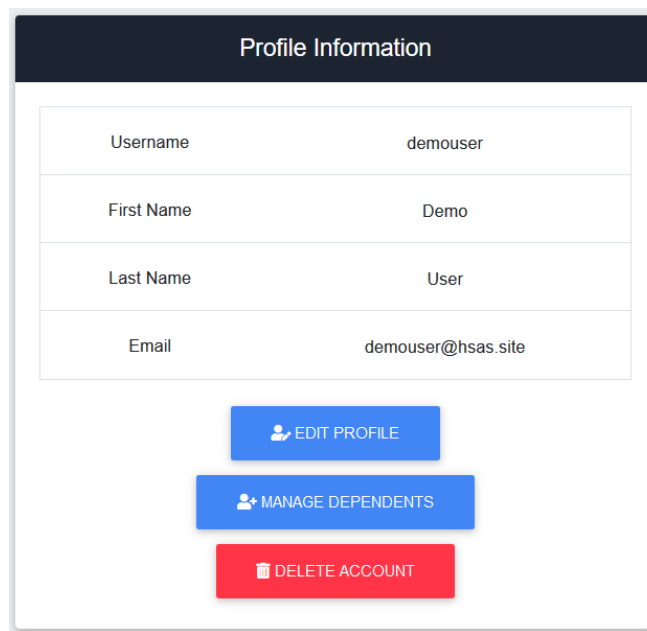 Profile Information
Username demouser
First Name Demo
Last Name User
Email demouser@hsas.site
EDIT PROFILE
MANAGE DEPENDENTS
DELETE ACCOUNT